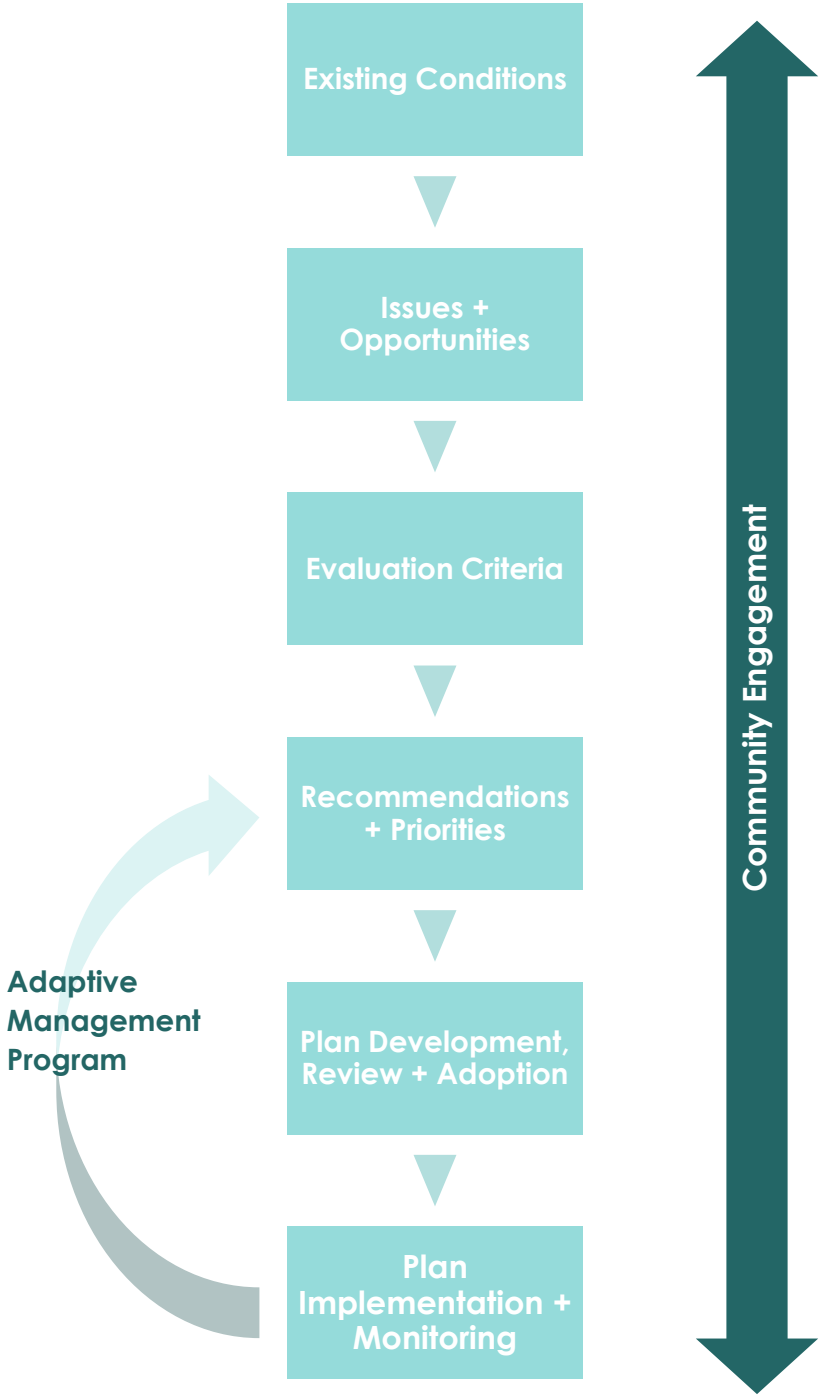 Existing Conditions
Issues +
Opportunities
Evaluation Criteria
Recommendations
+ Priorities
Plan Development,
Review + Adoption
Plan
Implementation +
Monitoring
Adaptive
Management
Program
Community Engagement